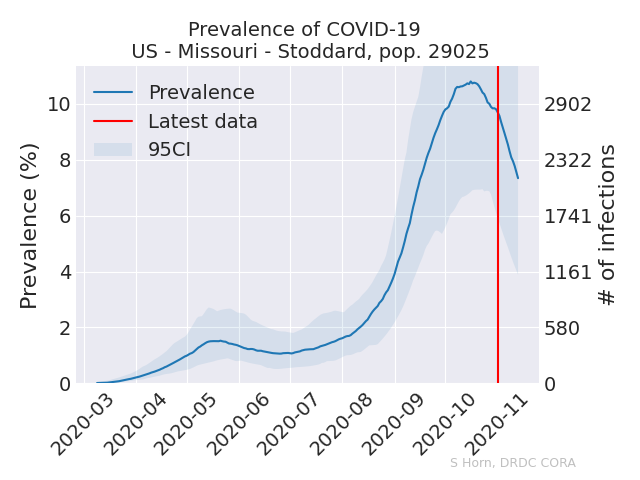 Prevalence of COVID-19
US - Missouri - Stoddard, pop. 29025
Prevalence
Latest data
95CI
Prevalence (%)
10
8
6
4
2
0
2902
2322
1741
1161
580
0
# of infections
2020-03
2020-04
2020-05
2020-06
2020-07
2020-08
2020-09
2020-10
2020-11
S Horn, DRDC CORA